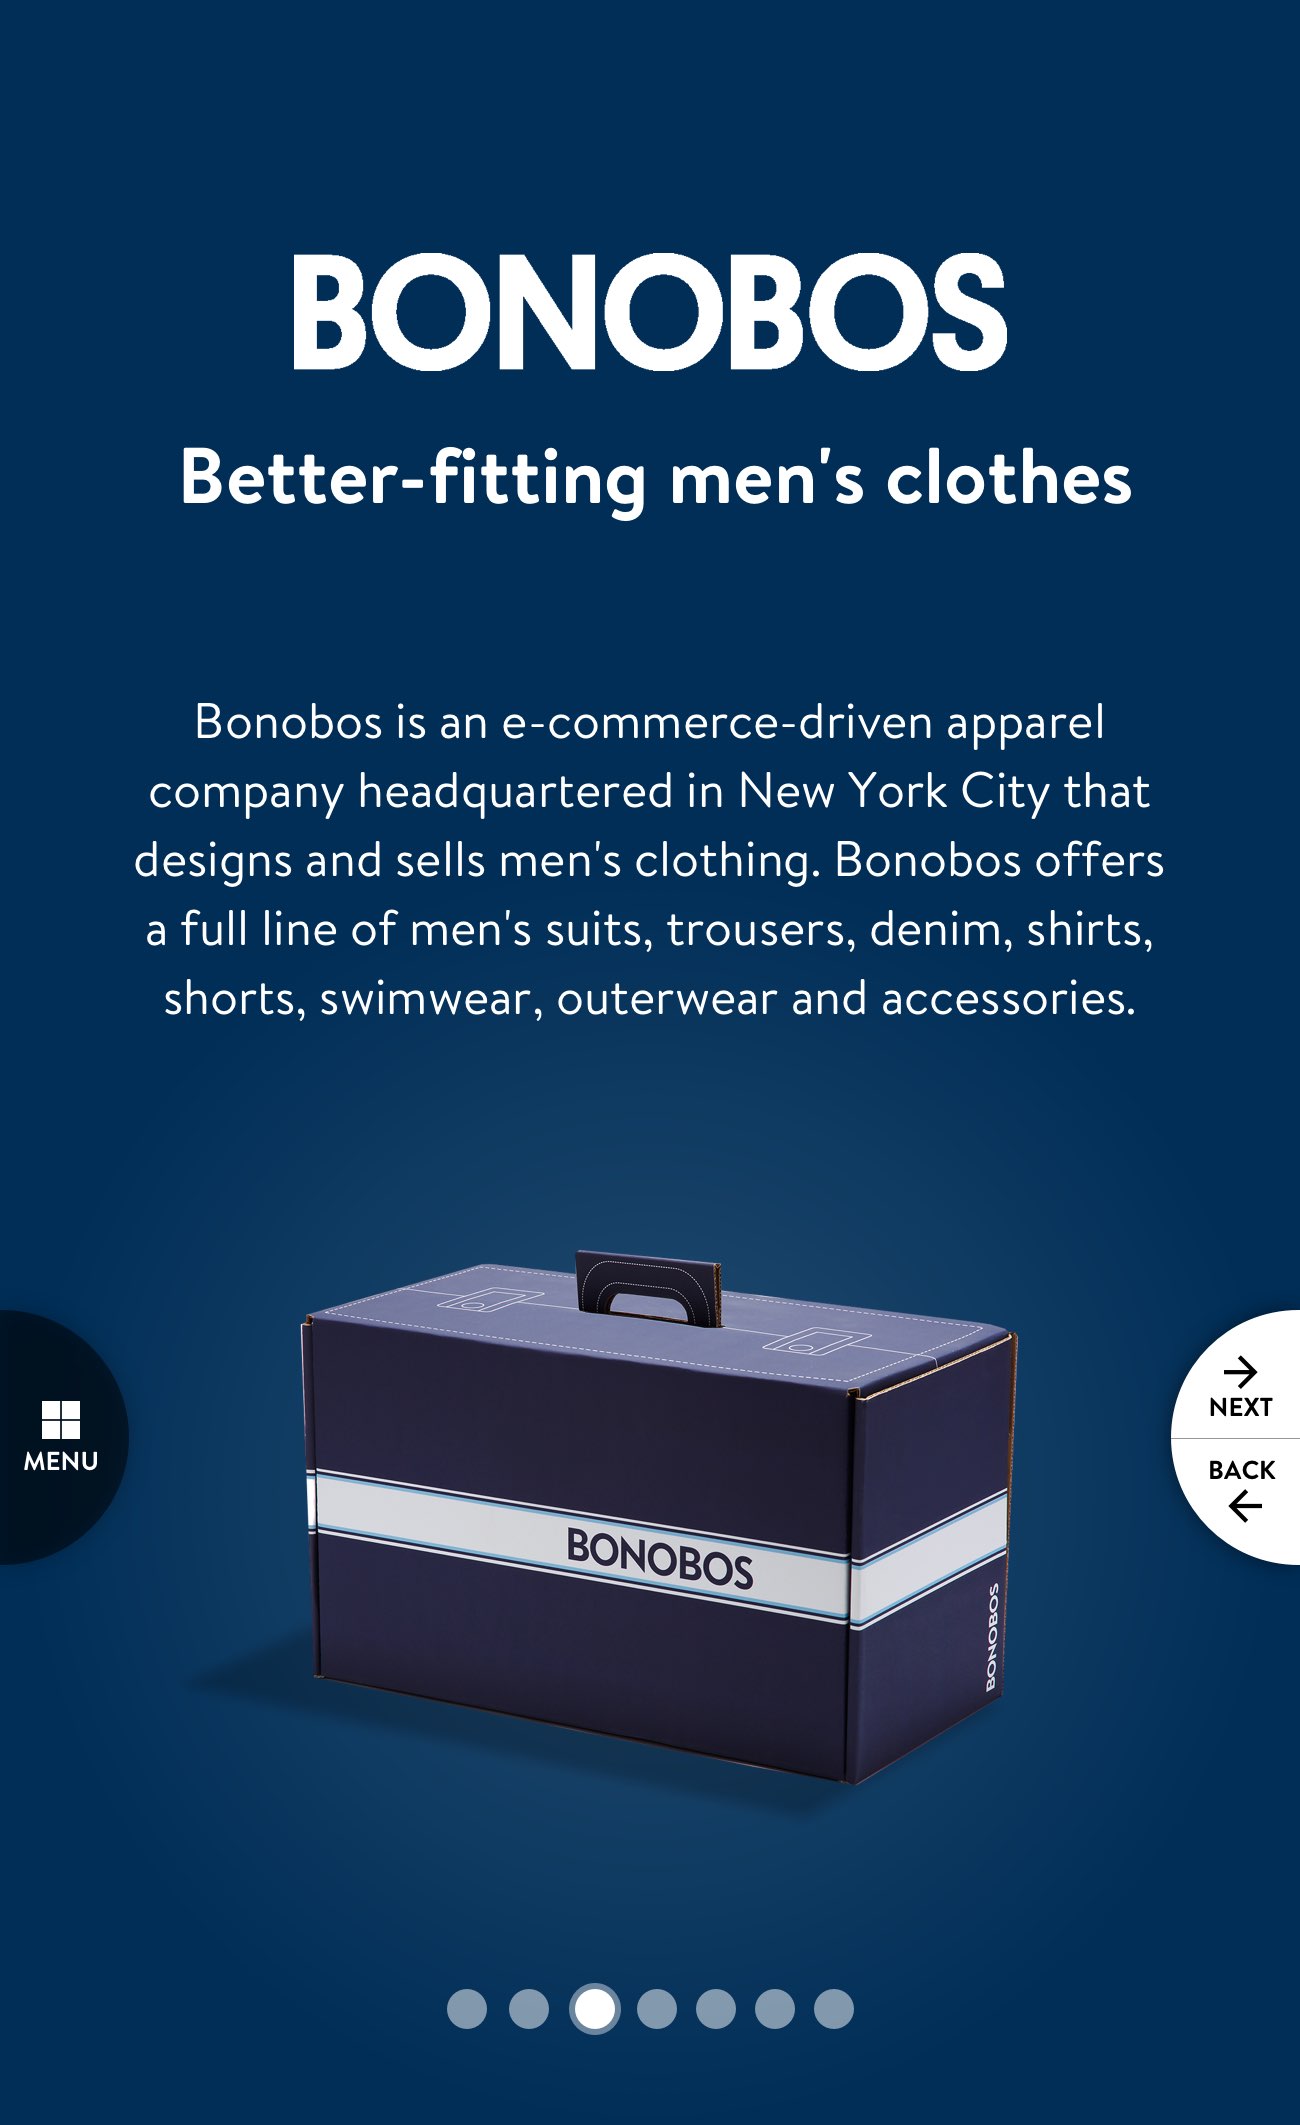 BONOBOS
Better-fitting men's clothes
Bonobos is an e-commerce-driven apparel
company headquartered in New York City that
designs and sells men's clothing. Bonobos offers
a full line of men's suits, trousers, denim, shirts,
shorts, swimwear, outerwear and accessories.
MENU
NEXT
BACK
BONOBOS
BONOBOS